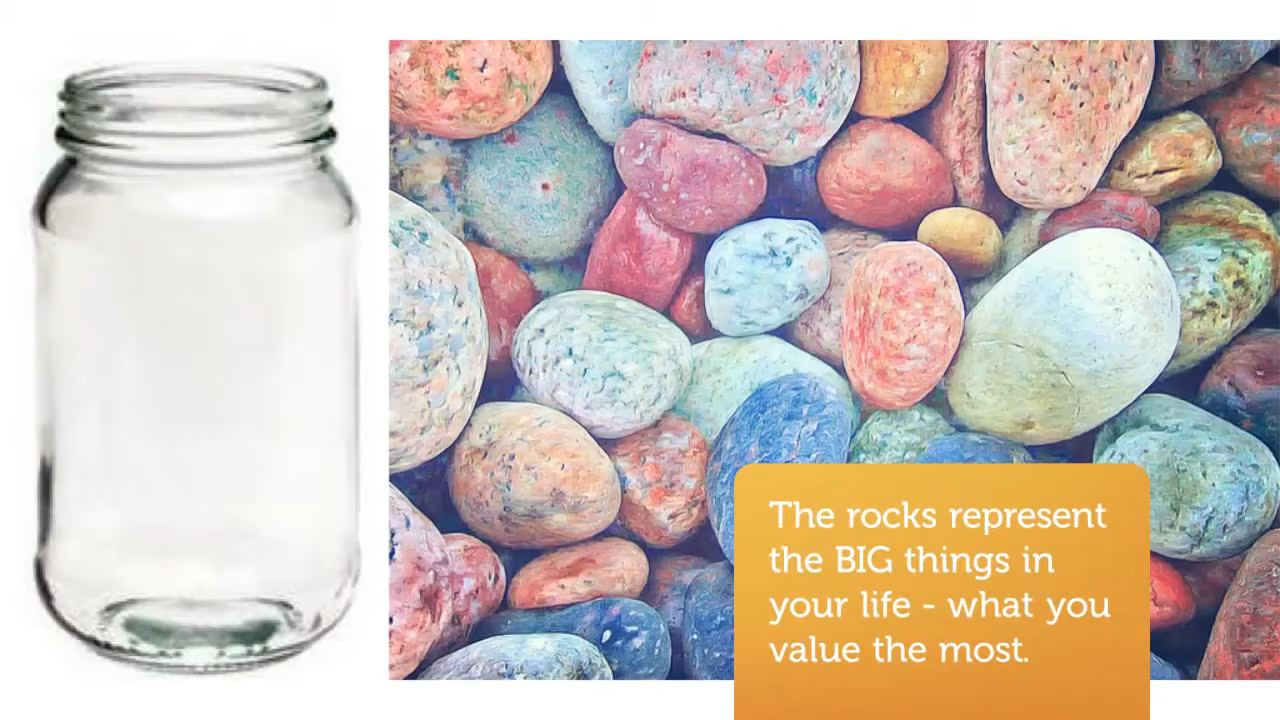 The rocks represent
the BIG things in
your life - what you
value the most.